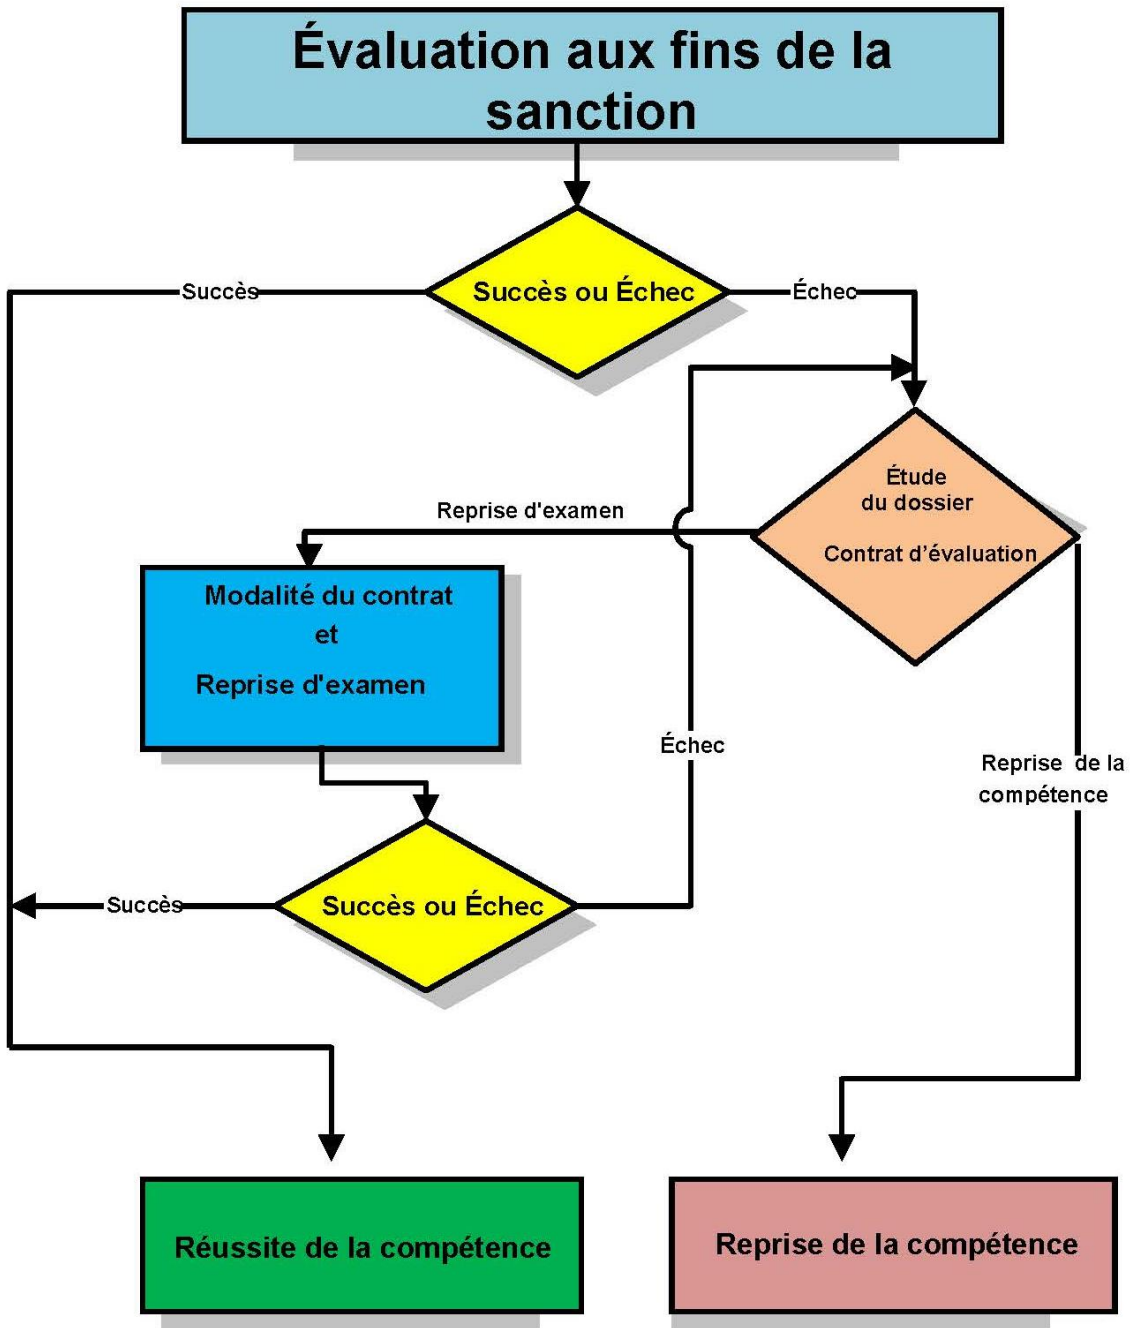 Évaluation aux fins de la
sanction
Succès
Succès ou Échec
Échec
Étude
du dossier
Contrat d'évaluation
Reprise d'examen
Modalité du contrat
et
Reprise d'examen
Échec
Reprise de la
compétence
Succès
Succès ou Échec
Réussite de la compétence
Reprise de la compétence